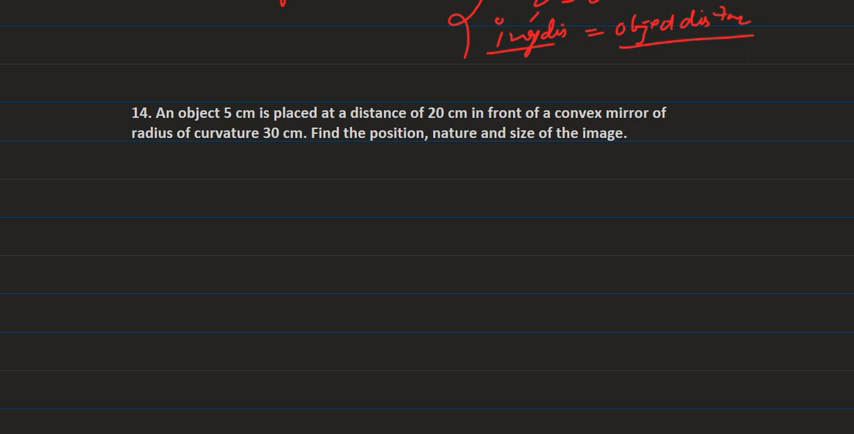 img dis = object distance
14. An object 5 cm is placed at a distance of 20 cm in front of a convex mirror of
radius of curvature 30 cm. Find the position, nature and size of the image.